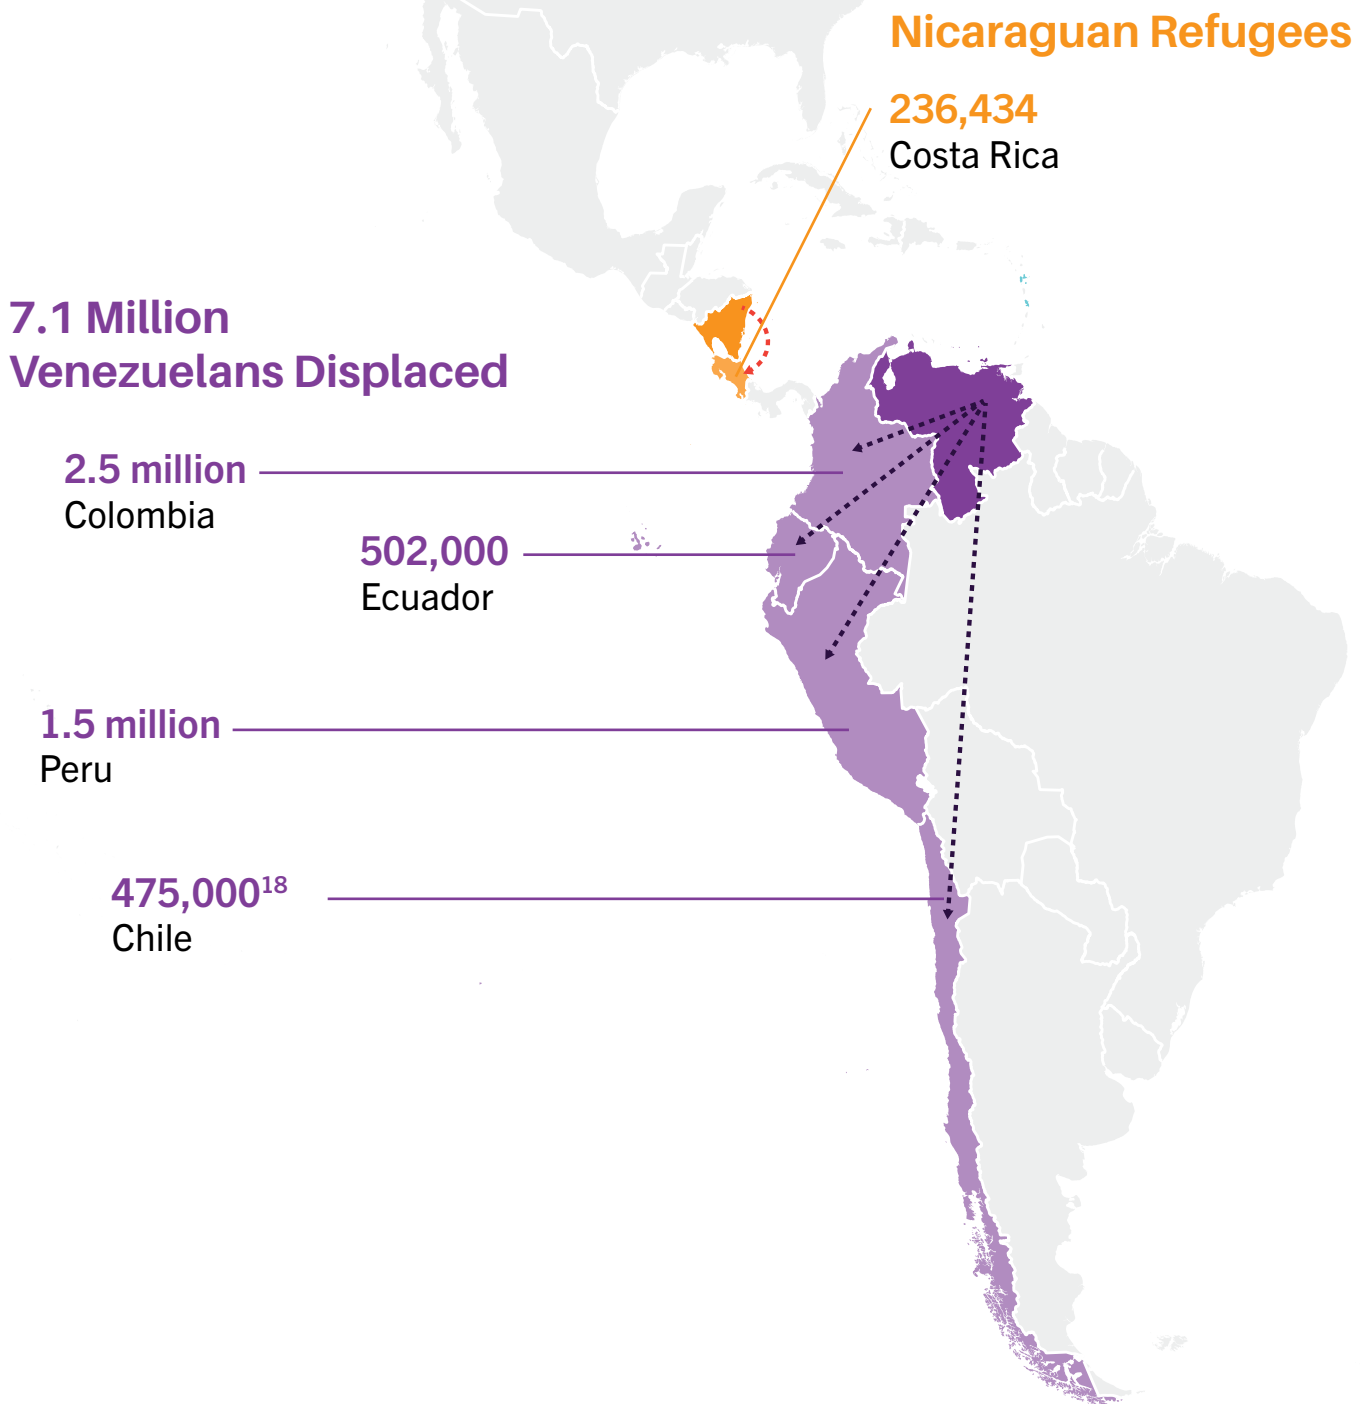 Nicaraguan Refugees
236,434
Costa Rica
7.1 Million
Venezuelans Displaced
2.5 million
Colombia
502,000
Ecuador
1.5 million
Peru
475,000¹⁸
Chile